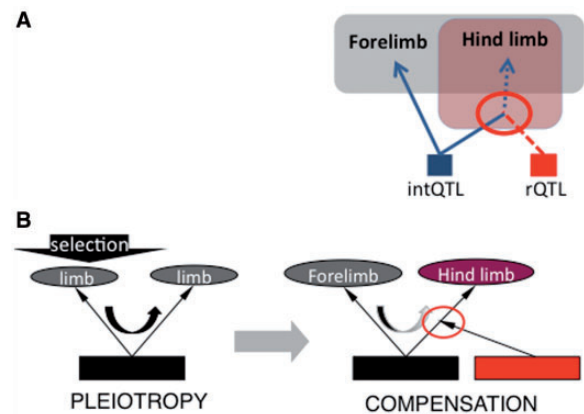 A
Forelimb Hind limb
intQTL rQTL
B
selection
limb limb Forelimb Hind limb
PLEIOTROPY COMPENSATION